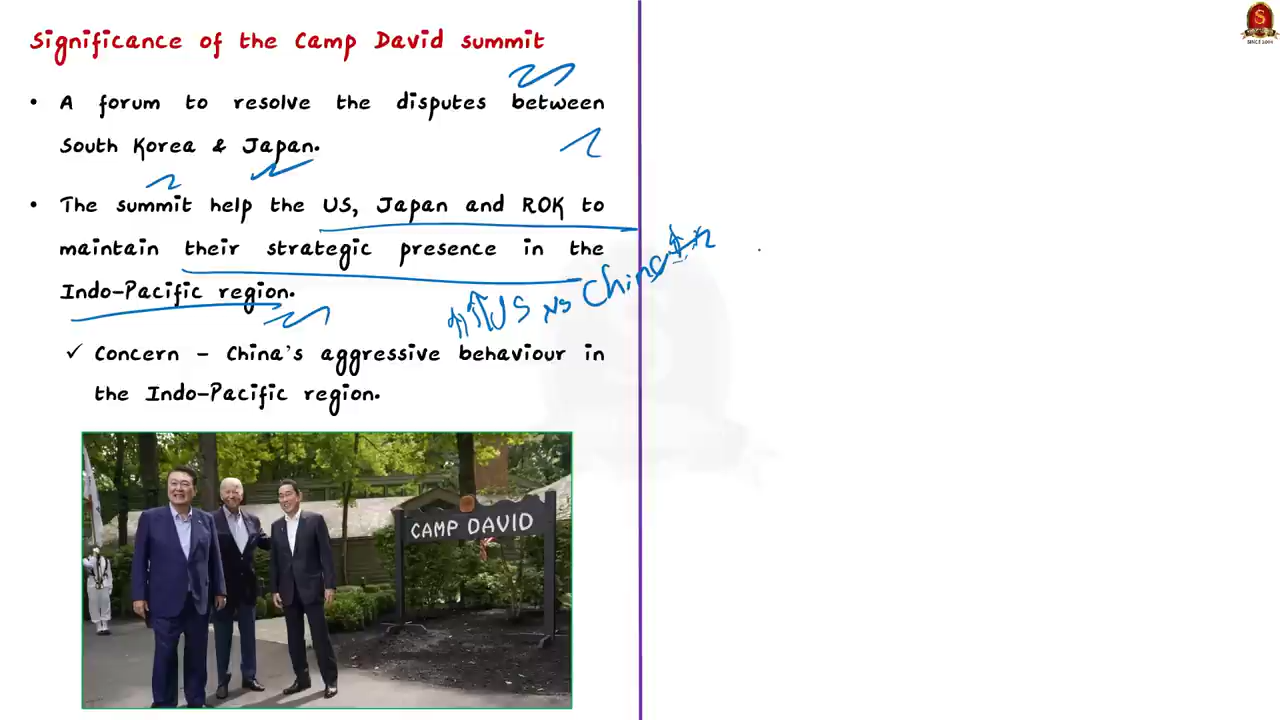 Significance of the Camp David summit
• A forum to resolve the disputes between
South Korea & Japan.
• The summit help the US, Japan and ROK to
maintain their strategic presence in the
Indo-Pacific region.
US vs China
✓ Concern – China's aggressive behaviour in
the Indo-Pacific region.
CAMP DAVID
S
SINCE 2004